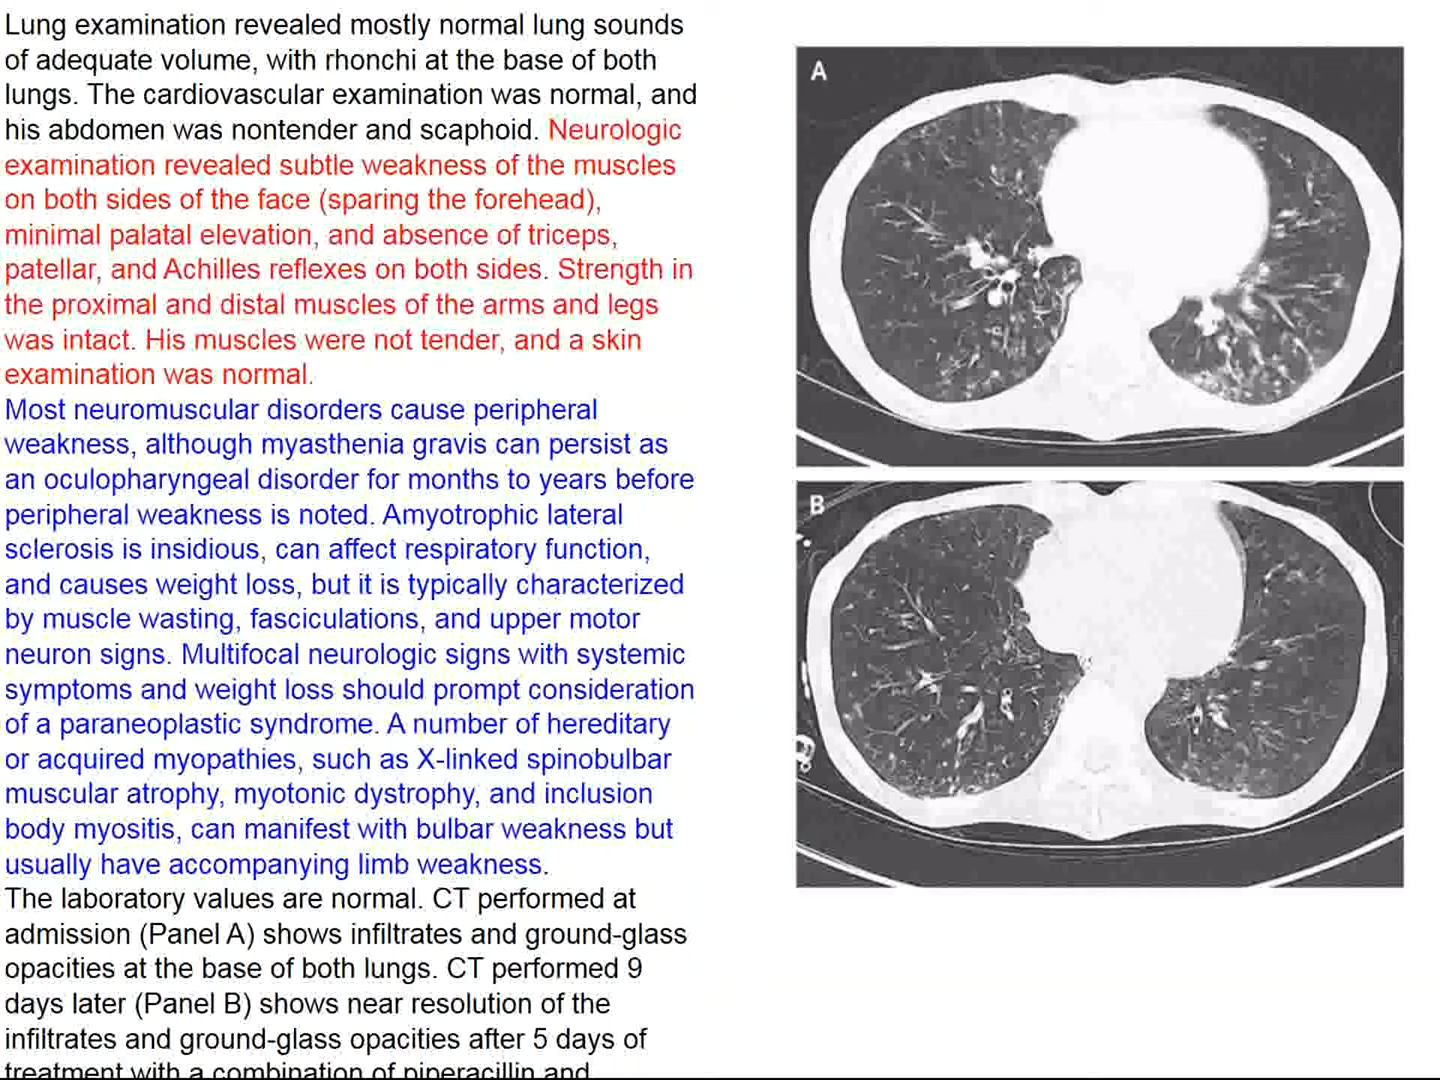 Lung examination revealed mostly normal lung sounds
of adequate volume, with rhonchi at the base of both
lungs. The cardiovascular examination was normal, and
his abdomen was nontender and scaphoid. Neurologic
examination revealed subtle weakness of the muscles
on both sides of the face (sparing the forehead),
minimal palatal elevation, and absence of triceps,
patellar, and Achilles reflexes on both sides. Strength in
the proximal and distal muscles of the arms and legs
was intact. His muscles were not tender, and a skin
examination was normal.
Most neuromuscular disorders cause peripheral
weakness, although myasthenia gravis can persist as
an oculopharyngeal disorder for months to years before
peripheral weakness is noted. Amyotrophic lateral
sclerosis is insidious, can affect respiratory function,
and causes weight loss, but it is typically characterized
by muscle wasting, fasciculations, and upper motor
neuron signs. Multifocal neurologic signs with systemic
symptoms and weight loss should prompt consideration
of a paraneoplastic syndrome. A number of hereditary
or acquired myopathies, such as X-linked spinobulbar
muscular atrophy, myotonic dystrophy, and inclusion
body myositis, can manifest with bulbar weakness but
usually have accompanying limb weakness.
The laboratory values are normal. CT performed at
admission (Panel A) shows infiltrates and ground-glass
opacities at the base of both lungs. CT performed 9
days later (Panel B) shows near resolution of the
infiltrates and ground-glass opacities after 5 days of
treatment with a combination of piperacillin and
A
B